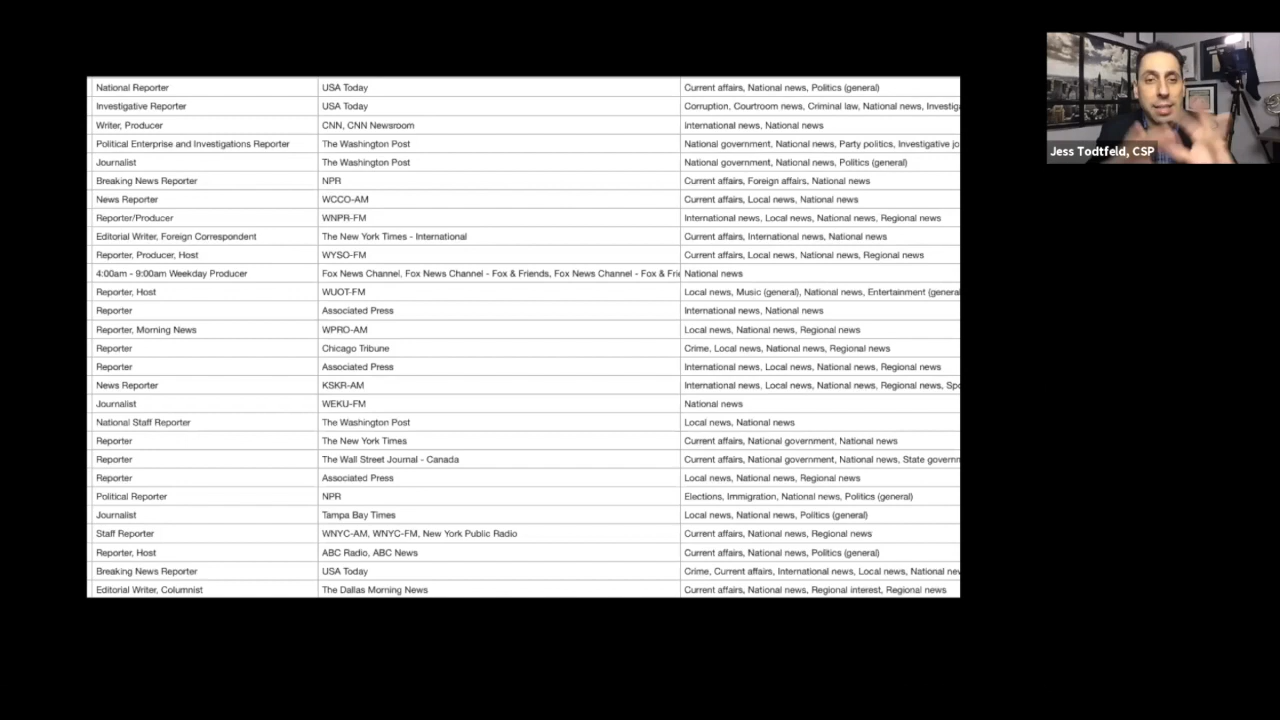 National Reporter USA Today Current affairs, National news, Politics (general)
Investigative Reporter USA Today Corruption, Courtroom news, Criminal law, National news, Investiga
Writer, Producer CNN, CNN Newsroom International news, National news
Political Enterprise and Investigations Reporter The Washington Post National government, National news, Party politics, Investigative jo
Journalist The Washington Post National government, National news, Politics (general)
Breaking News Reporter NPR Current affairs, Foreign affairs, National news
News Reporter WCCO-AM Current affairs, Local news, National news
Reporter/Producer WNPR-FM International news, Local news, National news, Regional news
Editorial Writer, Foreign Correspondent The New York Times - International Current affairs, International news, National news
Reporter, Producer, Host WYSO-FM Current affairs, Local news, National news, Regional news
4:00am - 9:00am Weekday Producer Fox News Channel, Fox News Channel - Fox & Friends, Fox News Channel - Fox & Frie National news
Reporter, Host WUOT-FM Local news, Music (general), National news, Entertainment (general
Reporter Associated Press International news, National news
Reporter, Morning News WPRO-AM Local news, National news, Regional news
Reporter Chicago Tribune Crime, Local news, National news, Regional news
Reporter Associated Press International news, Local news, National news, Regional news
News Reporter KSKR-AM International news, Local news, National news, Regional news, Spo
Journalist WEKU-FM National news
National Staff Reporter The Washington Post Local news, National news
Reporter The New York Times Current affairs, National government, National news
Reporter The Wall Street Journal - Canada Current affairs, National government, National news, State governm
Reporter Associated Press Local news, National news, Regional news
Political Reporter NPR Elections, Immigration, National news, Politics (general)
Journalist Tampa Bay Times Local news, National news, Politics (general)
Staff Reporter WNYC-AM, WNYC-FM, New York Public Radio Current affairs, National news, Regional news
Reporter, Host ABC Radio, ABC News Current affairs, National news, Politics (general)
Breaking News Reporter USA Today Crime, Current affairs, International news, Local news, National nev
Editorial Writer, Columnist The Dallas Morning News Current affairs, National news, Regional interest, Regional news
Jess Todtfeld, CSP